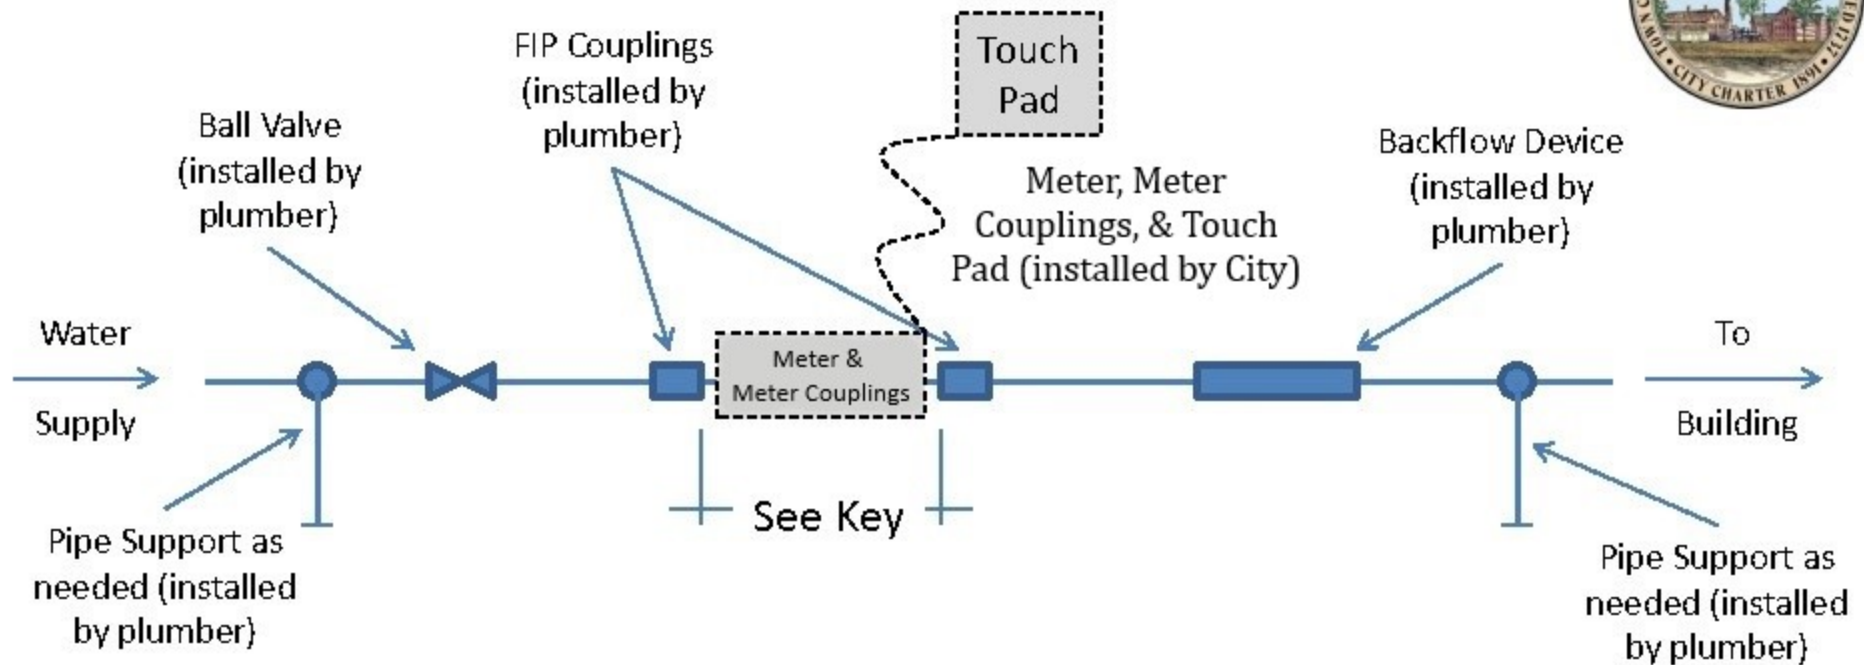 FIP Couplings
(installed by
plumber)
Touch
Pad
Ball Valve
(installed by
plumber)
Meter, Meter
Couplings, & Touch
Pad (installed by City)
Backflow Device
(installed by
plumber)
Water
Supply
Meter &
Meter Couplings
To
Building
See Key
Pipe Support as
needed (installed
by plumber)
Pipe Support as
needed (installed
by plumber)
TOWN
• CITY CHARTER 1891 •
1737